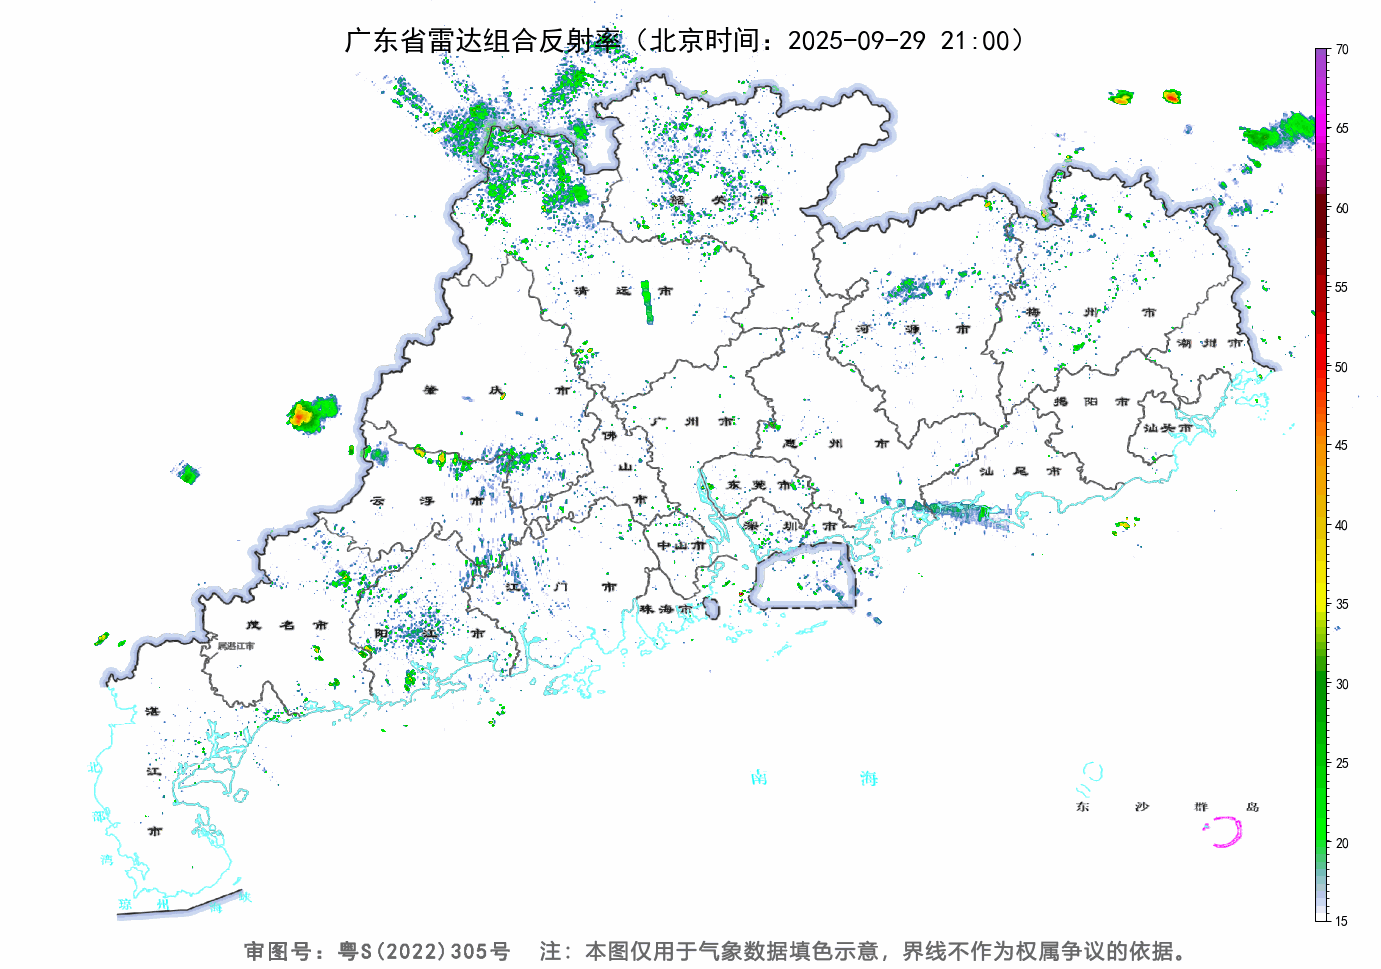 广东省雷达组合反射率（北京时间：2025-09-29 21:00）
70
65
60
55
50
45
40
35
30
25
20
15
韶关市
清远市
河源市
梅州市
潮州市
肇庆市
揭阳市
广州市
佛山市
惠州市
汕头市
汕尾市
云浮市
东莞市
深圳市
中山市
江门市
珠海市
茂名市
阳江市
属湛江市
湛江市
北部湾
南海
东沙群岛
琼州海峡
审图号：粤S(2022)305号 注：本图仅用于气象数据填色示意，界线不作为权属争议的依据。